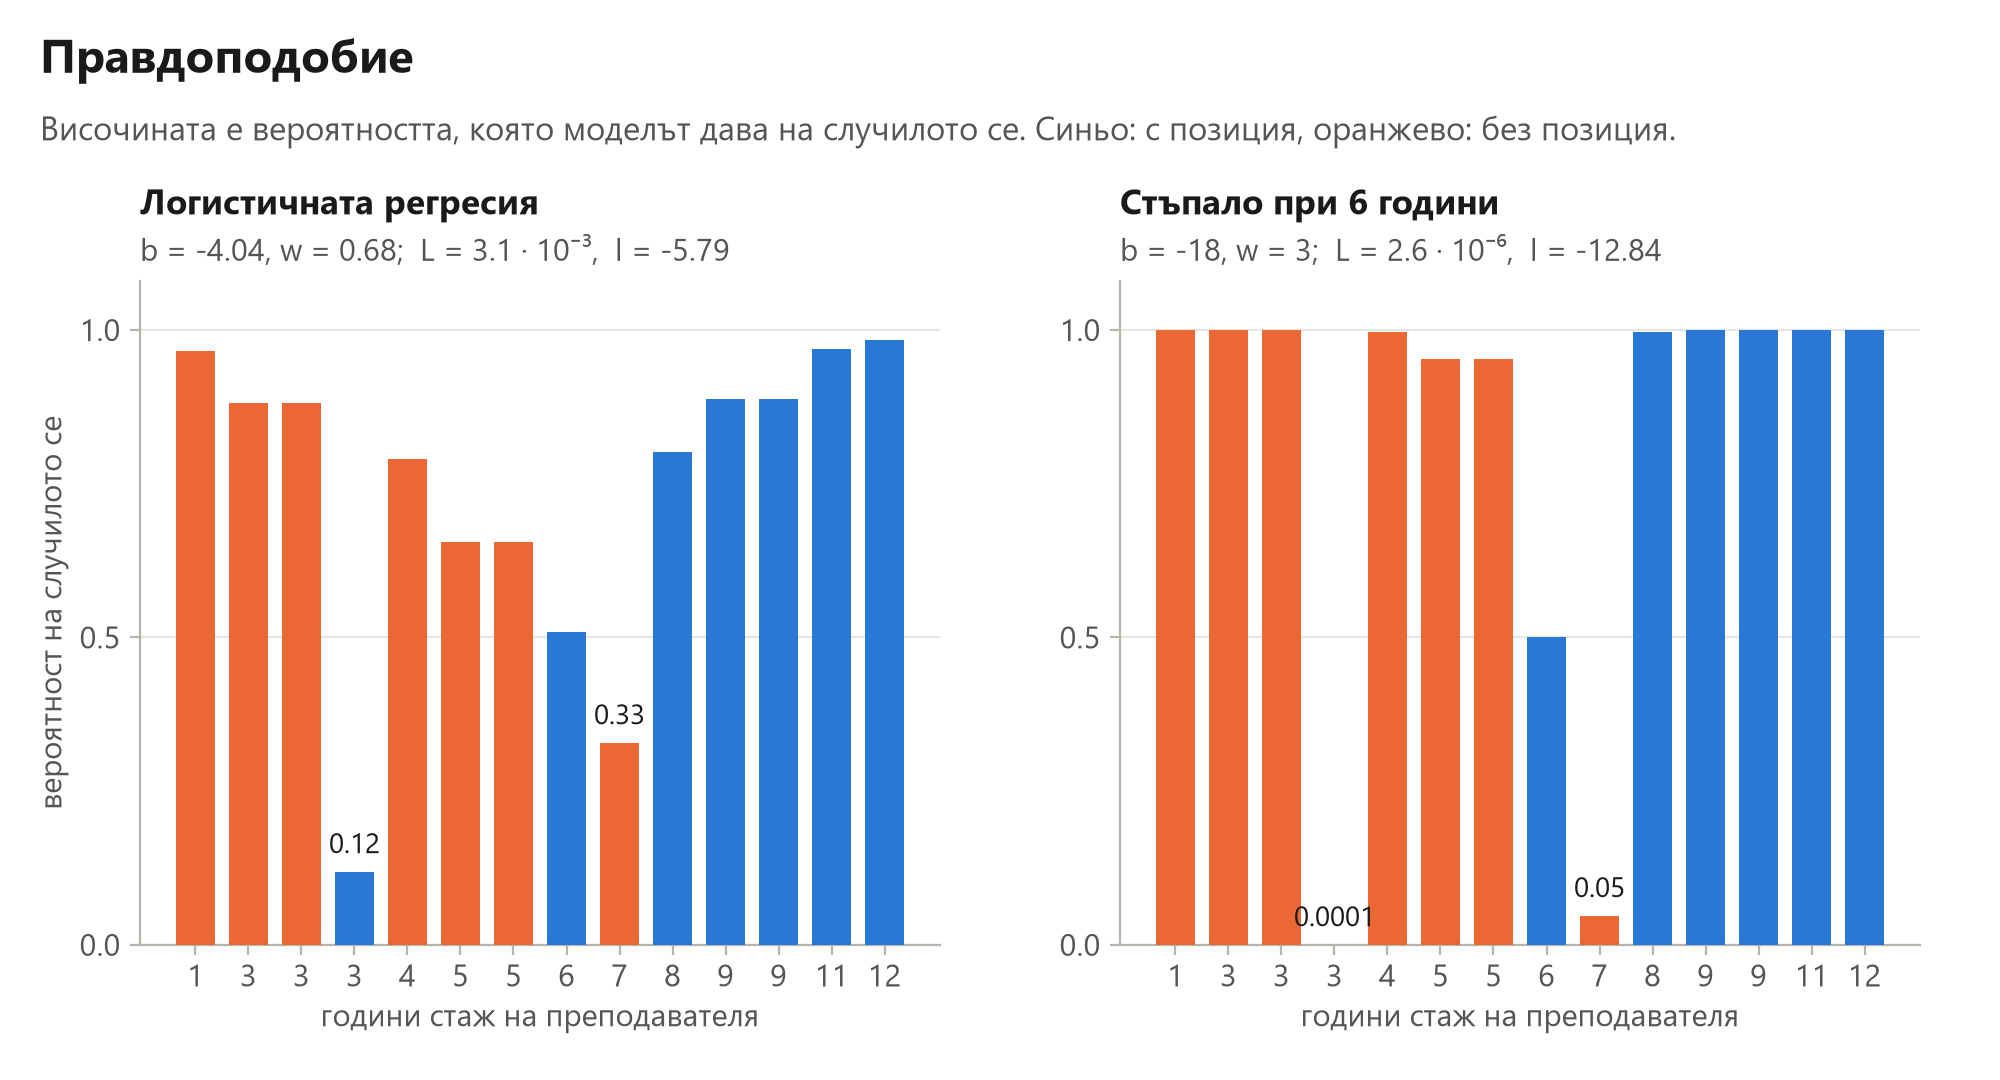 Правдоподобие
Височината е вероятността, която моделът дава на случилото се. Синьо: с позиция, оранжево: без позиция.
Логистичната регресия
b = -4.04, w = 0.68; L = 3.1 · 10⁻³, l = -5.79
1.0
0.5
0.0
вероятност на случилото се
0.12
0.33
1 3 3 3 4 5 5 6 7 8 9 9 11 12
години стаж на преподавателя
Стъпало при 6 години
b = -18, w = 3; L = 2.6 · 10⁻⁶, l = -12.84
1.0
0.5
0.0
0.0001
0.05
1 3 3 3 4 5 5 6 7 8 9 9 11 12
години стаж на преподавателя